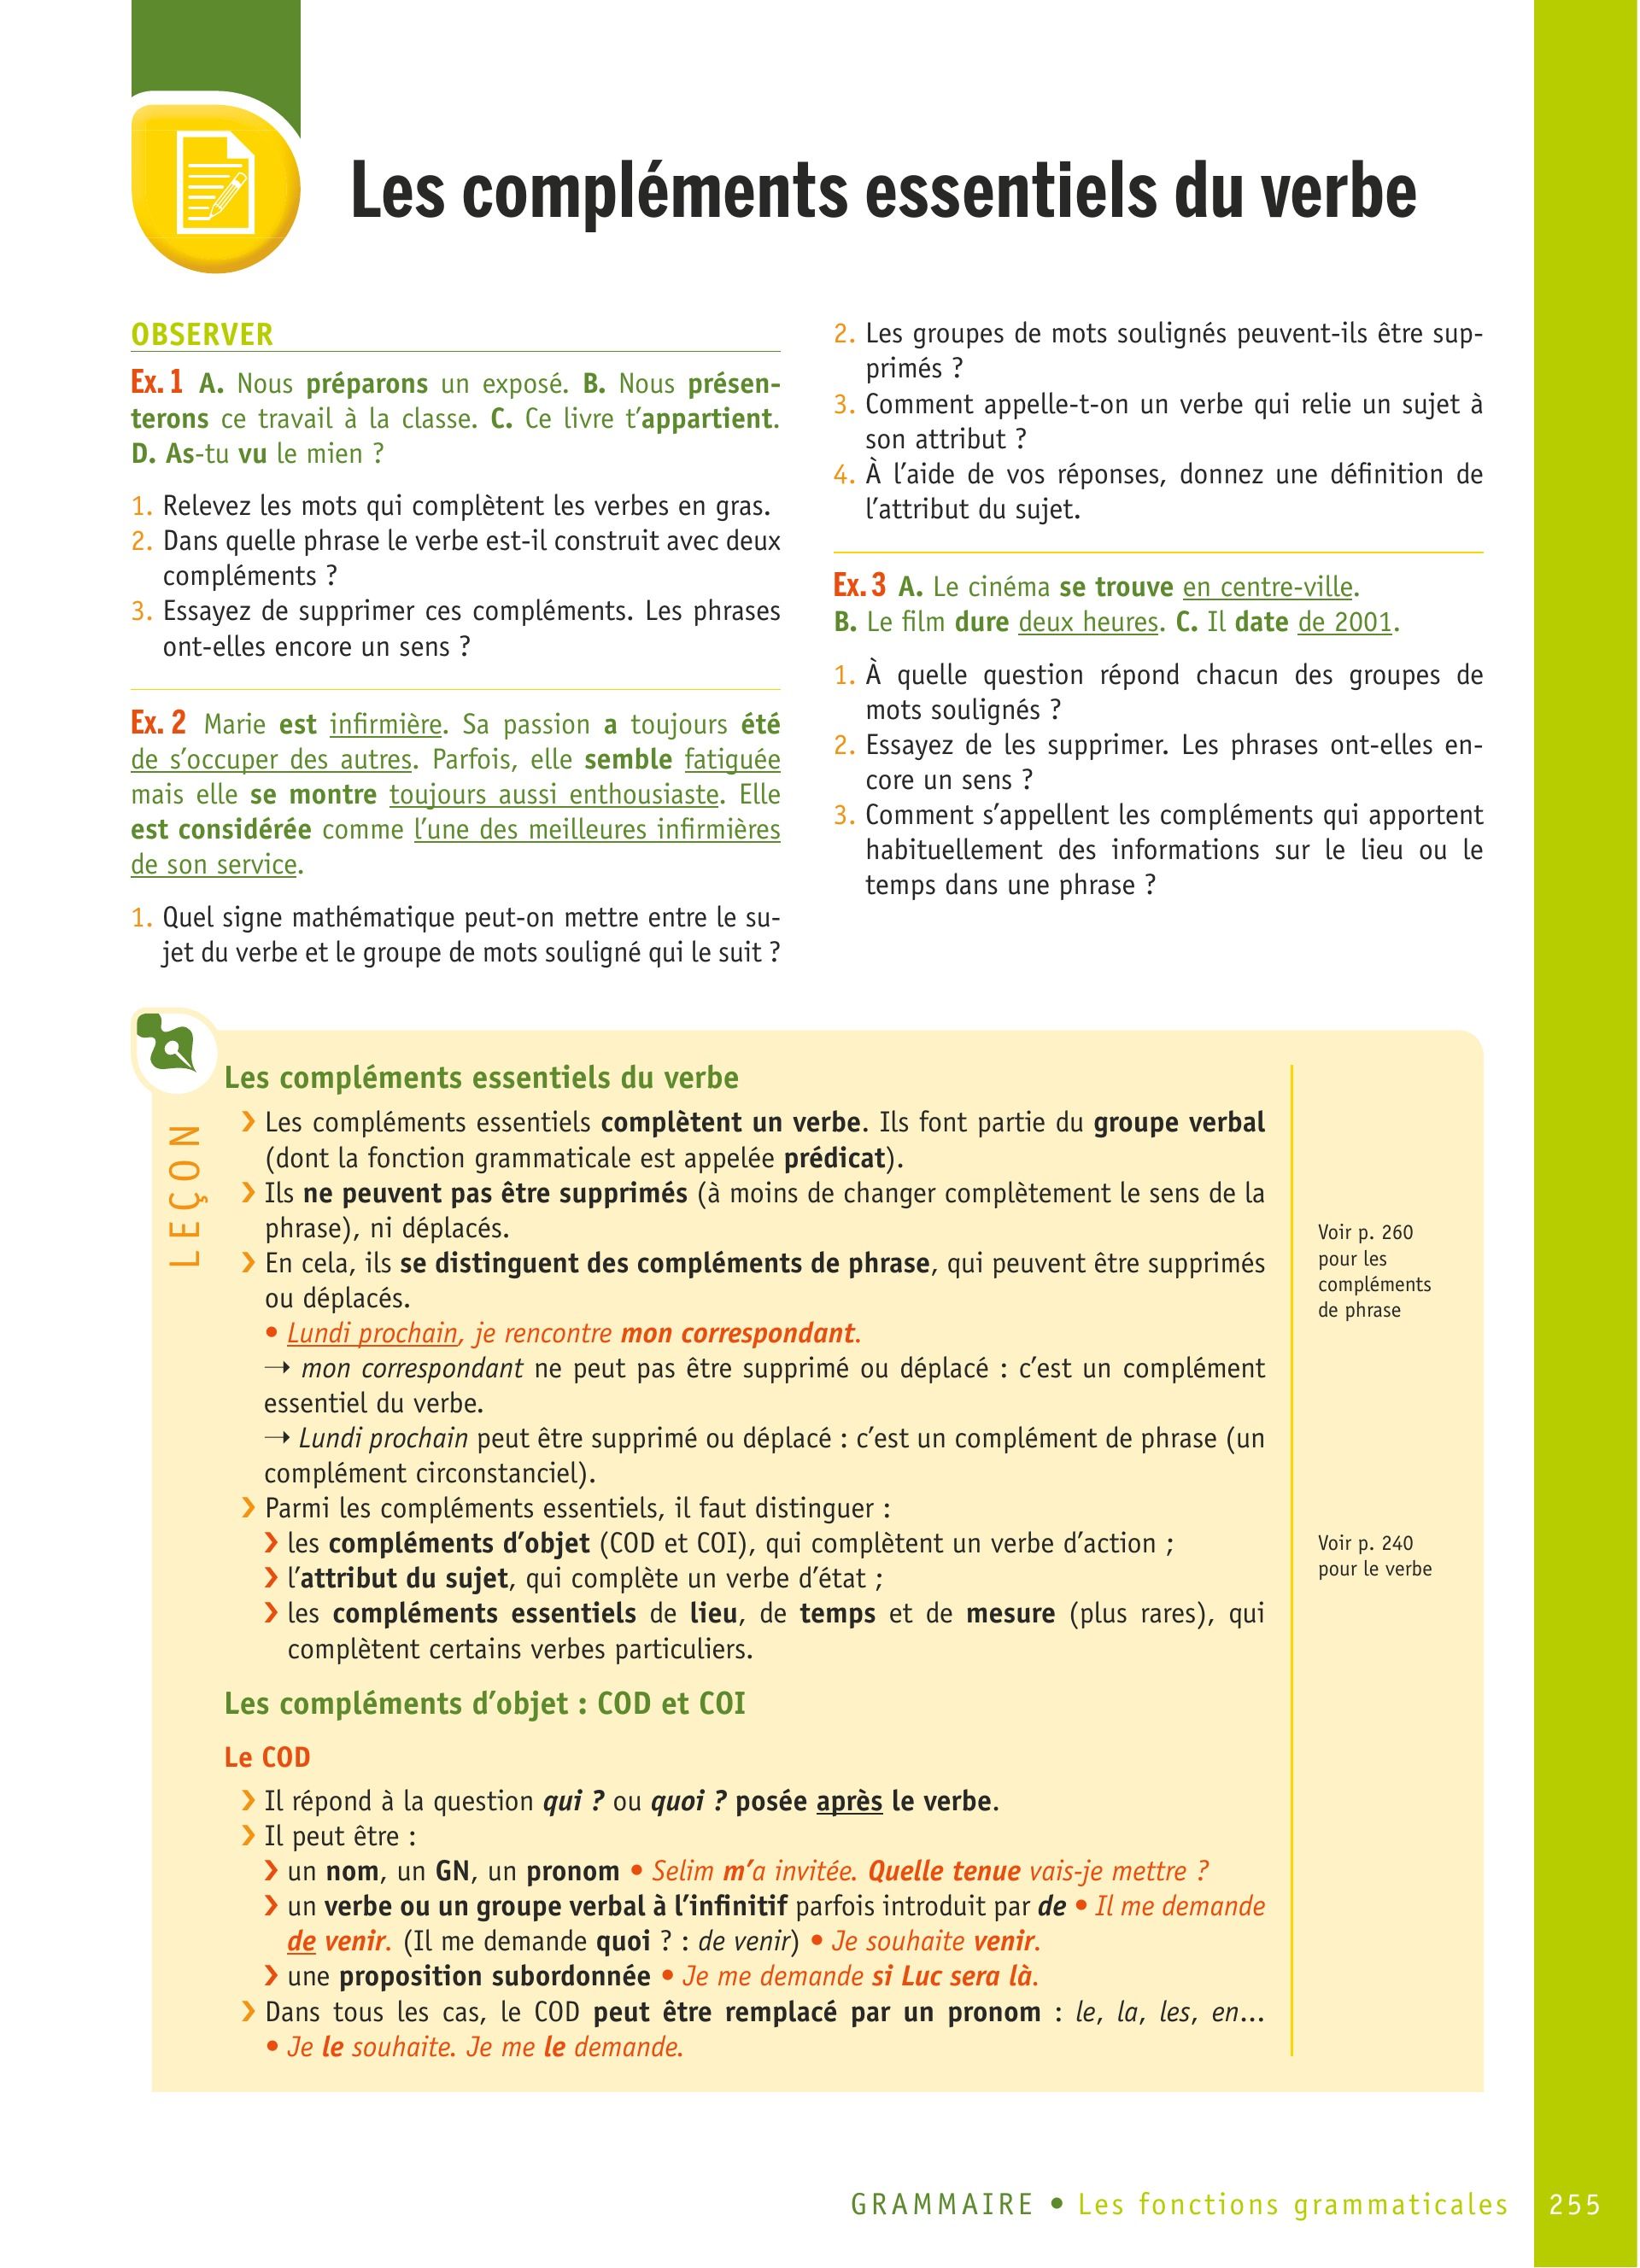 Les compléments essentiels du verbe
OBSERVER
Ex. 1 A. Nous préparons un exposé. B. Nous présen-
terons ce travail à la classe. C. Ce livre t'appartient.
D. As-tu vu le mien ?
1. Relevez les mots qui complètent les verbes en gras.
2. Dans quelle phrase le verbe est-il construit avec deux
compléments ?
3. Essayez de supprimer ces compléments. Les phrases
ont-elles encore un sens ?
Ex. 2 Marie est infirmière. Sa passion a toujours été
de s'occuper des autres. Parfois, elle semble fatiguée
mais elle se montre toujours aussi enthousiaste. Elle
est considérée comme l'une des meilleures infirmières
de son service.
1. Quel signe mathématique peut-on mettre entre le su-
jet du verbe et le groupe de mots souligné qui le suit ?
2. Les groupes de mots soulignés peuvent-ils être sup-
primés ?
3. Comment appelle-t-on un verbe qui relie un sujet à
son attribut ?
4. À l'aide de vos réponses, donnez une définition de
l'attribut du sujet.
Ex. 3 A. Le cinéma se trouve en centre-ville.
B. Le film dure deux heures. C. Il date de 2001.
1. À quelle question répond chacun des groupes de
mots soulignés ?
2. Essayez de les supprimer. Les phrases ont-elles en-
core un sens ?
3. Comment s'appellent les compléments qui apportent
habituellement des informations sur le lieu ou le
temps dans une phrase ?
LEÇON
Les compléments essentiels du verbe
› Les compléments essentiels complètent un verbe. Ils font partie du groupe verbal
(dont la fonction grammaticale est appelée prédicat).
› Ils ne peuvent pas être supprimés (à moins de changer complètement le sens de la
phrase), ni déplacés.
› En cela, ils se distinguent des compléments de phrase, qui peuvent être supprimés
ou déplacés.
• Lundi prochain, je rencontre mon correspondant.
→ mon correspondant ne peut pas être supprimé ou déplacé : c'est un complément
essentiel du verbe.
→ Lundi prochain peut être supprimé ou déplacé : c'est un complément de phrase (un
complément circonstanciel).
› Parmi les compléments essentiels, il faut distinguer :
› les compléments d'objet (COD et COI), qui complètent un verbe d'action ;
› l'attribut du sujet, qui complète un verbe d'état ;
› les compléments essentiels de lieu, de temps et de mesure (plus rares), qui
complètent certains verbes particuliers.
Voir p. 260
pour les
compléments
de phrase
Voir p. 240
pour le verbe
Les compléments d'objet : COD et COI
Le COD
› Il répond à la question qui ? ou quoi ? posée après le verbe.
› Il peut être :
› un nom, un GN, un pronom • Selim m'a invitée. Quelle tenue vais-je mettre ?
› un verbe ou un groupe verbal à l'infinitif parfois introduit par de • Il me demande
de venir. (Il me demande quoi ? : de venir) • Je souhaite venir.
› une proposition subordonnée • Je me demande si Luc sera là.
› Dans tous les cas, le COD peut être remplacé par un pronom : le, la, les, en...
• Je le souhaite. Je me le demande.
GRAMMAIRE • Les fonctions grammaticales 255